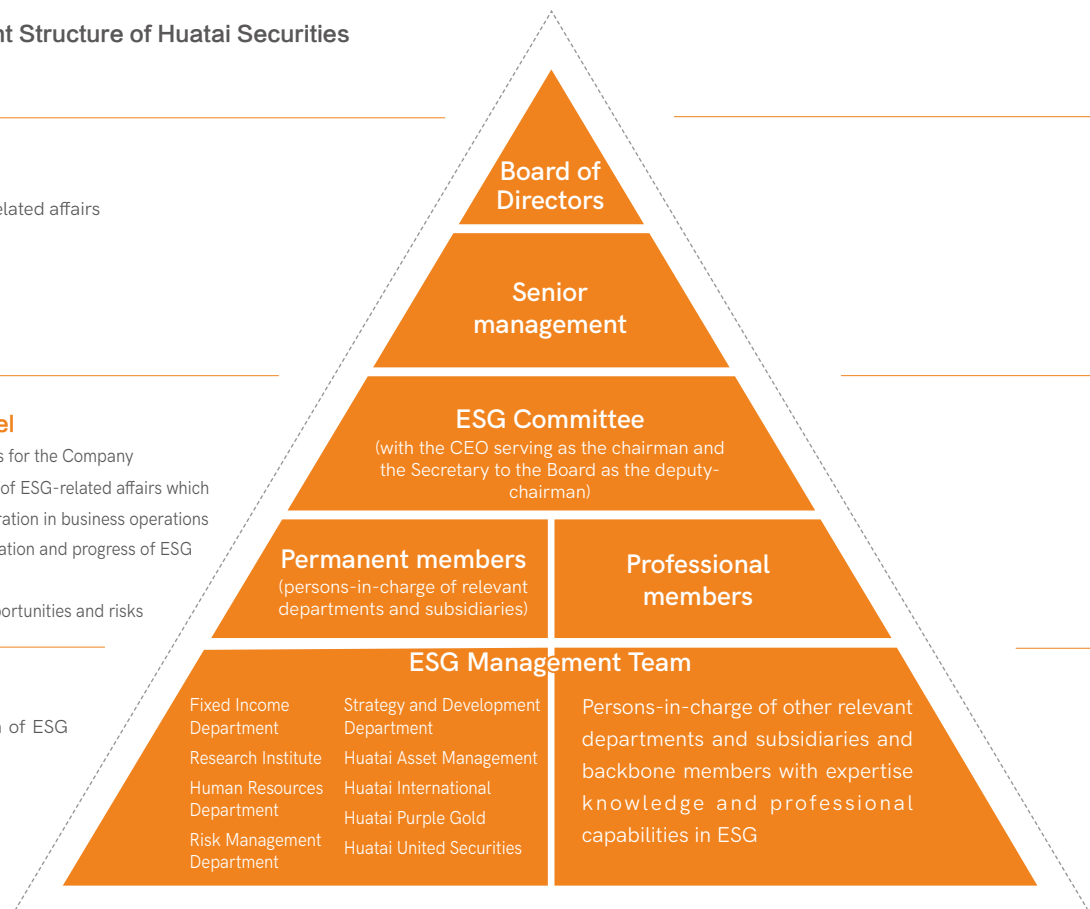 nt Structure of Huatai Securities
Board of
Directors
elated affairs
Senior
management
el
s for the Company
of ESG-related affairs which
ration in business operations
ation and progress of ESG
portunities and risks
ESG Committee
(with the CEO serving as the chairman and
the Secretary to the Board as the deputy-
chairman)
Permanent members
(persons-in-charge of relevant
departments and subsidiaries)
Professional
members
n of ESG
ESG Management Team
Fixed Income
Department
Research Institute
Human Resources
Department
Risk Management
Department
Strategy and Development
Department
Huatai Asset Management
Huatai International
Huatai Purple Gold
Huatai United Securities
Persons-in-charge of other relevant
departments and subsidiaries and
backbone members with expertise
knowledge and professional
capabilities in ESG